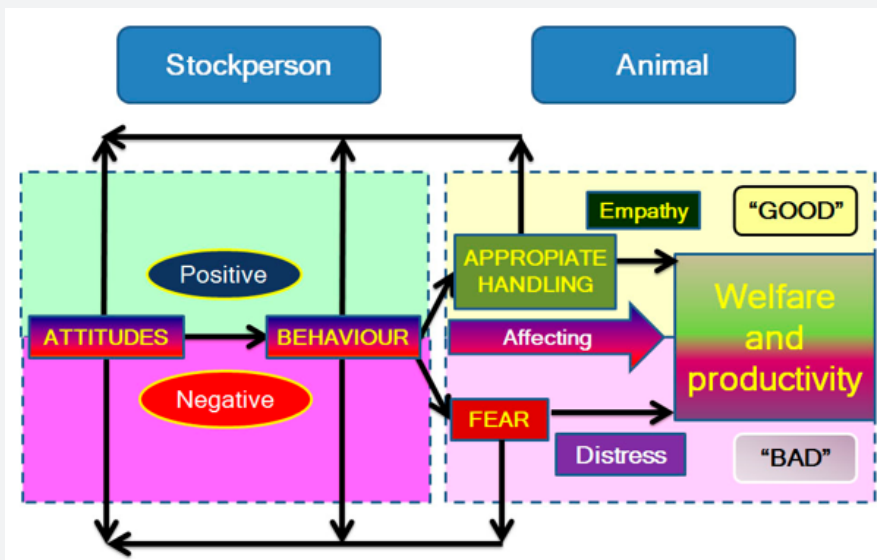 Stockperson
Animal
Empathy
“GOOD”
Positive
APPROPIATE
HANDLING
ATTITUDES
BEHAVIOUR
Affecting
Welfare
and
productivity
Negative
FEAR
Distress
“BAD”